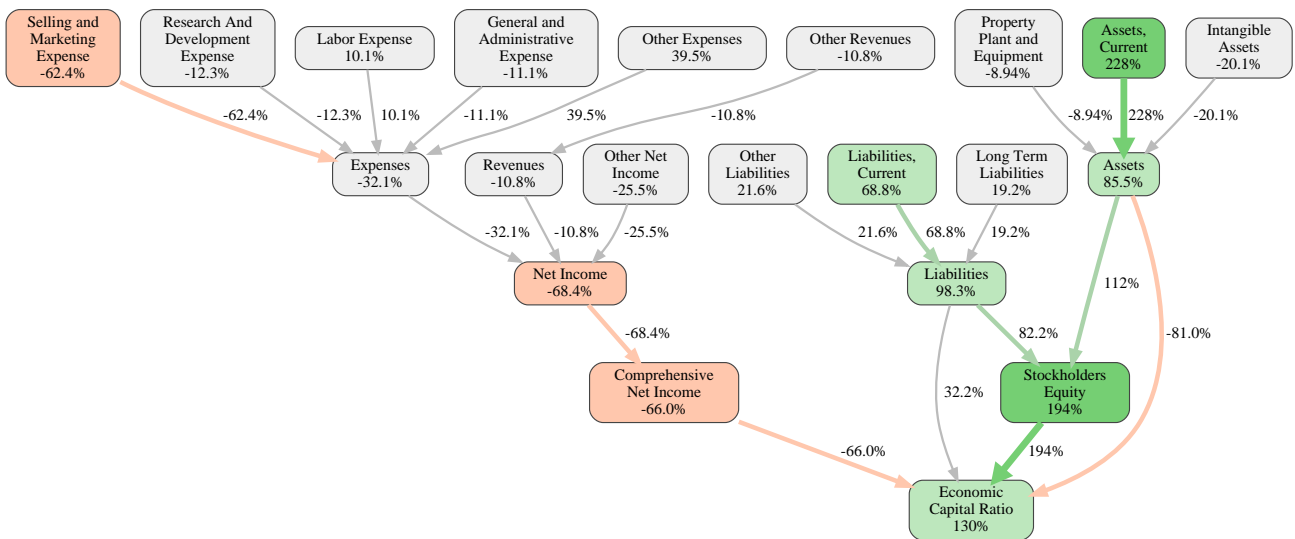 Selling and
Marketing
Expense
-62.4%
Research And
Development
Expense
-12.3%
Labor Expense
10.1%
General and
Administrative
Expense
-11.1%
Other Expenses
39.5%
Other Revenues
-10.8%
Property
Plant and
Equipment
-8.94%
Assets,
Current
228%
Intangible
Assets
-20.1%
-62.4%
-12.3%
10.1%
-11.1%
39.5%
-10.8%
-8.94%
228%
-20.1%
Expenses
-32.1%
Revenues
-10.8%
Other Net
Income
-25.5%
Other
Liabilities
21.6%
Liabilities,
Current
68.8%
Long Term
Liabilities
19.2%
Assets
85.5%
-32.1%
-10.8%
-25.5%
21.6%
68.8%
19.2%
Net Income
-68.4%
Liabilities
98.3%
112%
-68.4%
82.2%
-81.0%
Comprehensive
Net Income
-66.0%
32.2%
Stockholders
Equity
194%
-66.0%
194%
Economic
Capital Ratio
130%